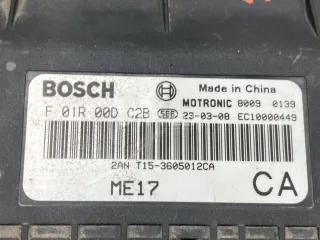 BOSCH Made in China
MOTRONIC 8009 0139
F 01R 00D C2B 23-03-08 EC10000449
2AN T15-3605012CA
ME17 CA